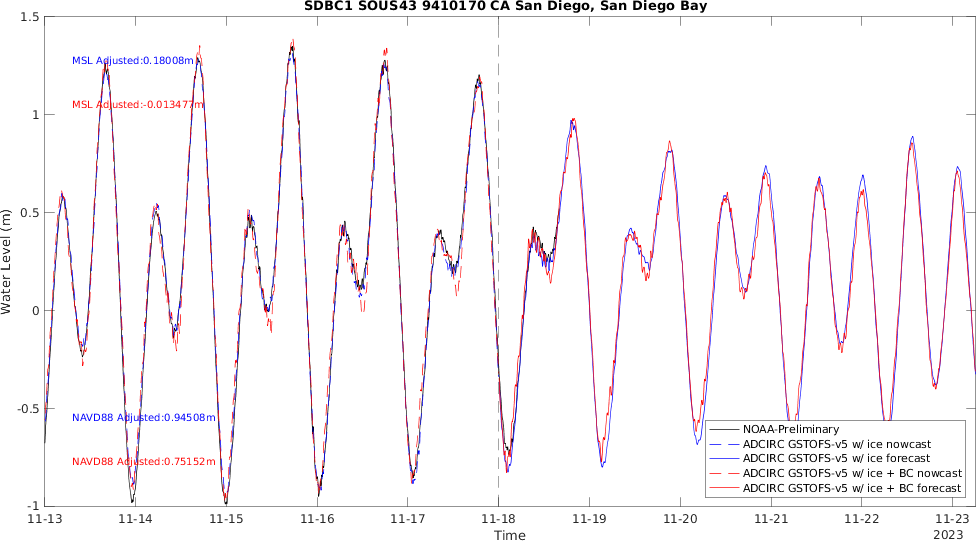 SDBC1 SOUS43 9410170 CA San Diego, San Diego Bay
1.5
1
0.5
0
-0.5
-1
Water Level (m)
MSL Adjusted:0.18008m
MSL Adjusted:-0.013477m
NAVD88 Adjusted:0.94508m
NAVD88 Adjusted:0.75152m
NOAA-Preliminary
ADCIRC GSTOFS-v5 w/ ice nowcast
ADCIRC GSTOFS-v5 w/ ice forecast
ADCIRC GSTOFS-v5 w/ ice + BC nowcast
ADCIRC GSTOFS-v5 w/ ice + BC forecast
11-13 11-14 11-15 11-16 11-17 11-18 11-19 11-20 11-21 11-22 11-23
Time
2023